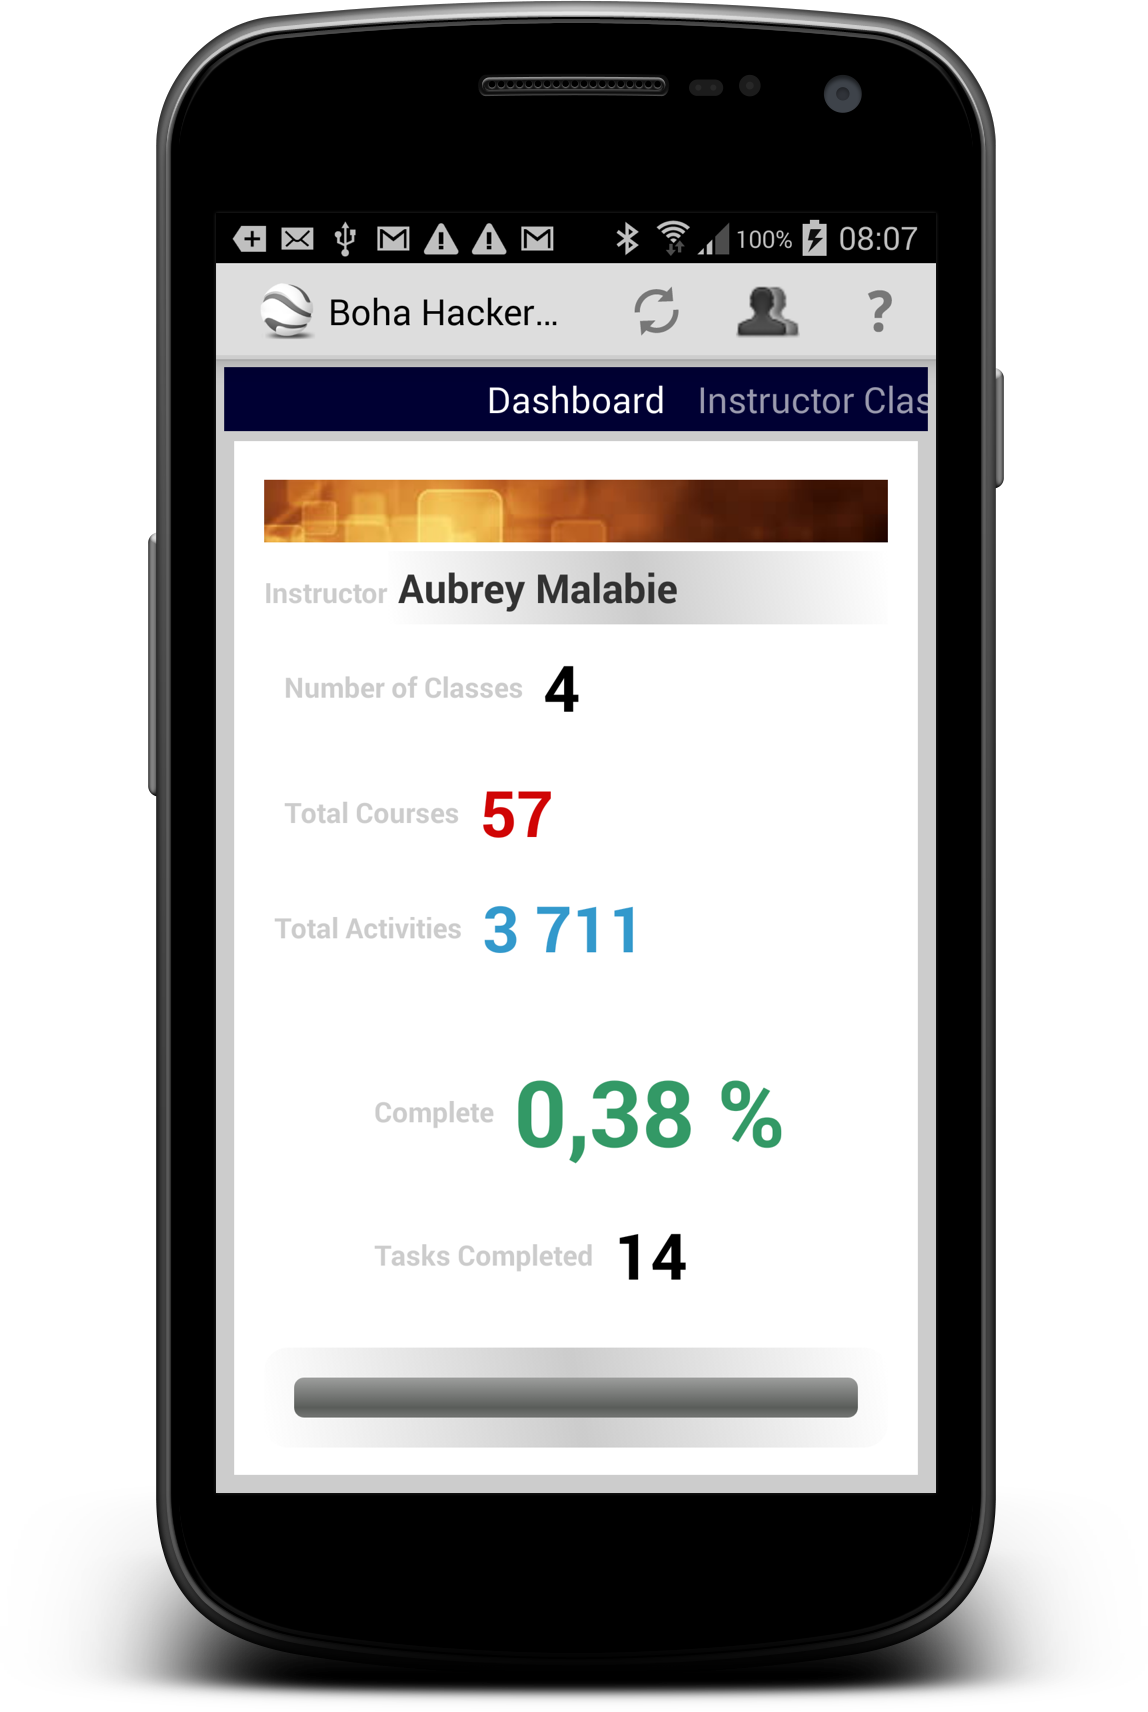 100% 08:07
Boha Hacker... ?
Dashboard Instructor Clas
Instructor Aubrey Malabie
Number of Classes 4
Total Courses 57
Total Activities 3 711
Complete 0,38 %
Tasks Completed 14